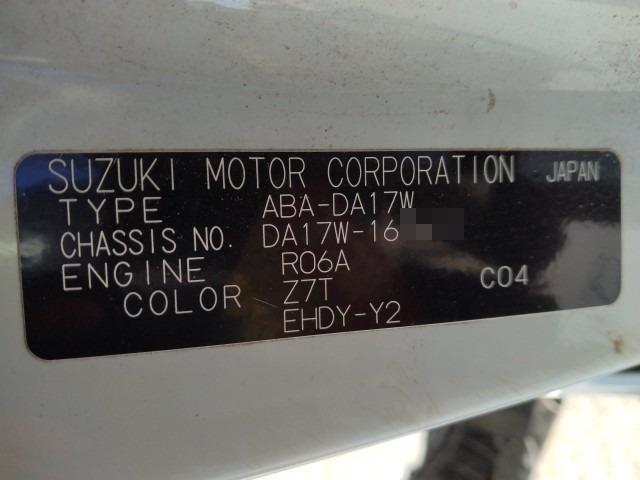 SUZUKI MOTOR CORPORATION JAPAN
TYPE ABA-DA17W
CHASSIS NO. DA17W-16
ENGINE R06A
COLOR Z7T C04
EHDY-Y2